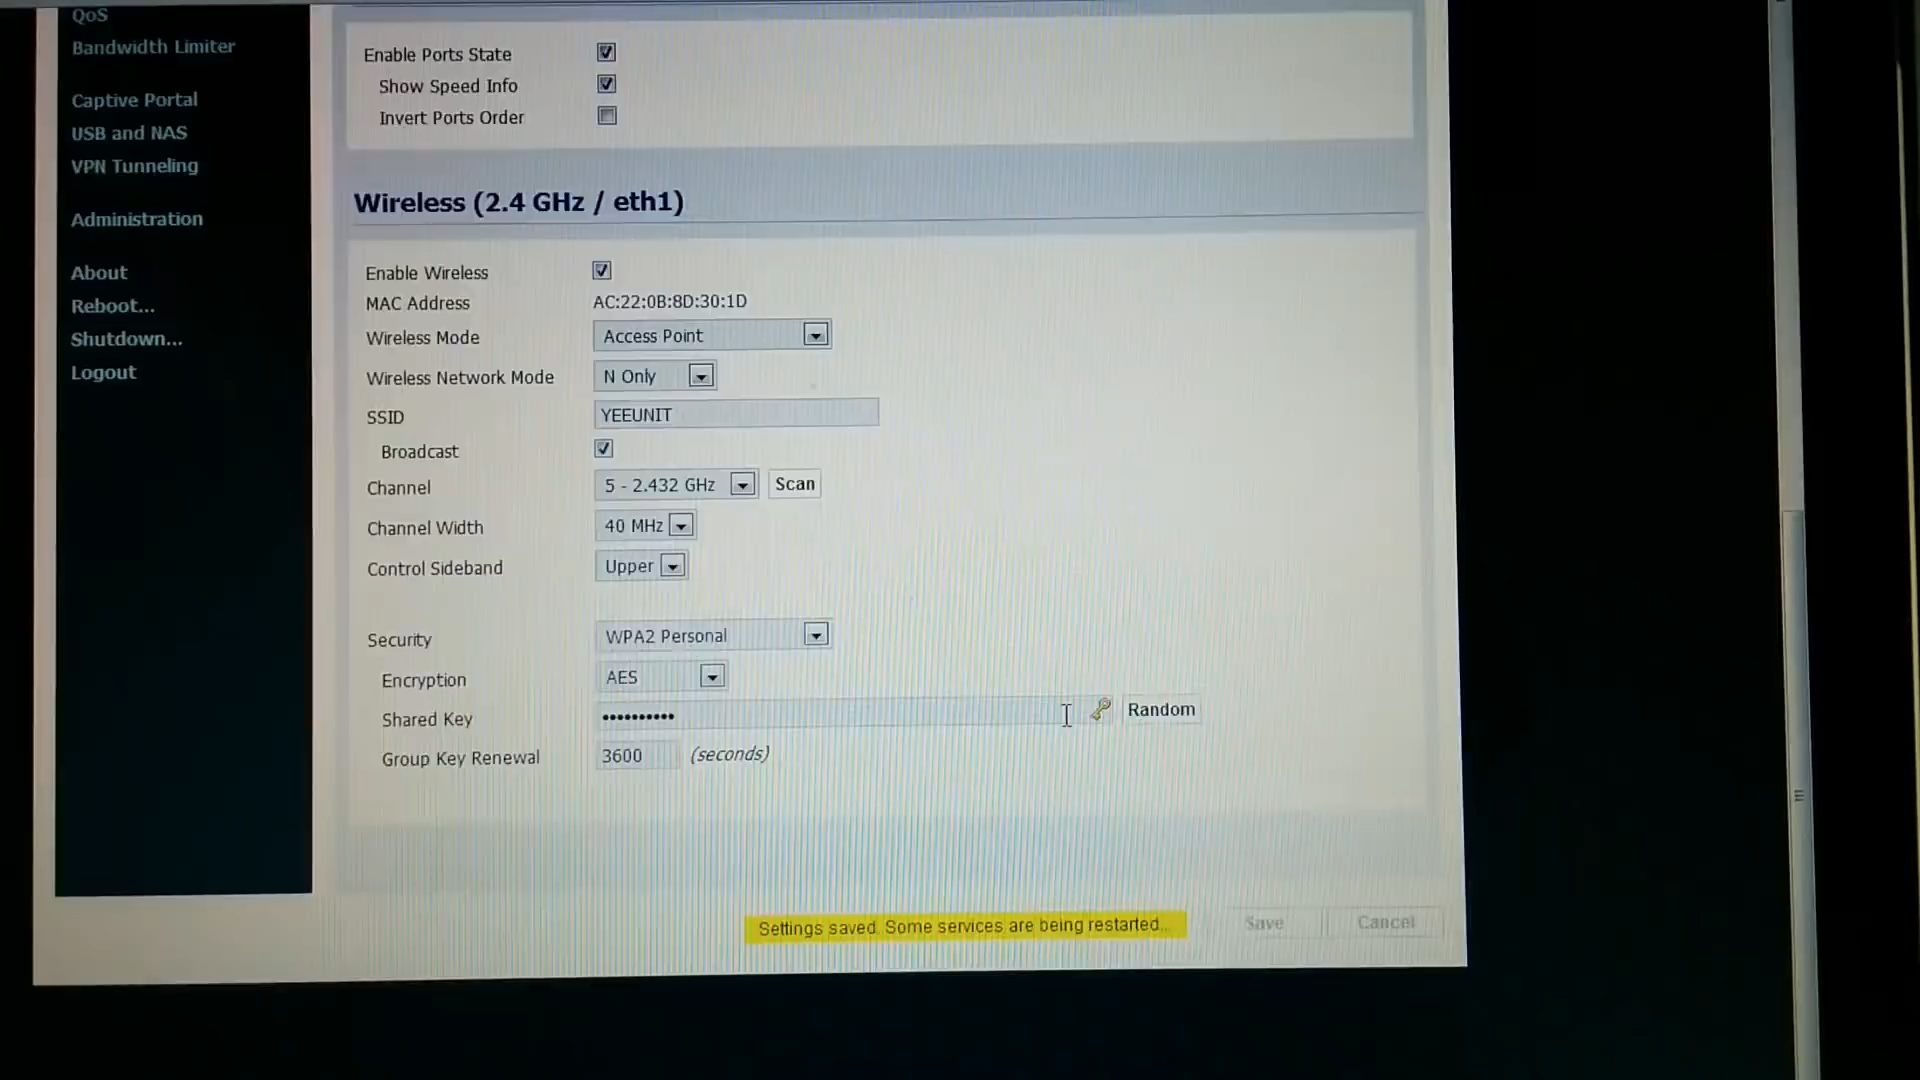 QoS
Bandwidth Limiter
Captive Portal
USB and NAS
VPN Tunneling
Administration
About
Reboot...
Shutdown...
Logout
Enable Ports State
Show Speed Info
Invert Ports Order
Wireless (2.4 GHz / eth1)
Enable Wireless
MAC Address AC:22:0B:8D:30:1D
Wireless Mode Access Point
Wireless Network Mode N Only
SSID YEEUNIT
Broadcast
Channel 5 - 2.432 GHz Scan
Channel Width 40 MHz
Control Sideband Upper
Security WPA2 Personal
Encryption AES
Shared Key •••••••••• Random
Group Key Renewal 3600 (seconds)
Settings saved. Some services are being restarted... Save Cancel